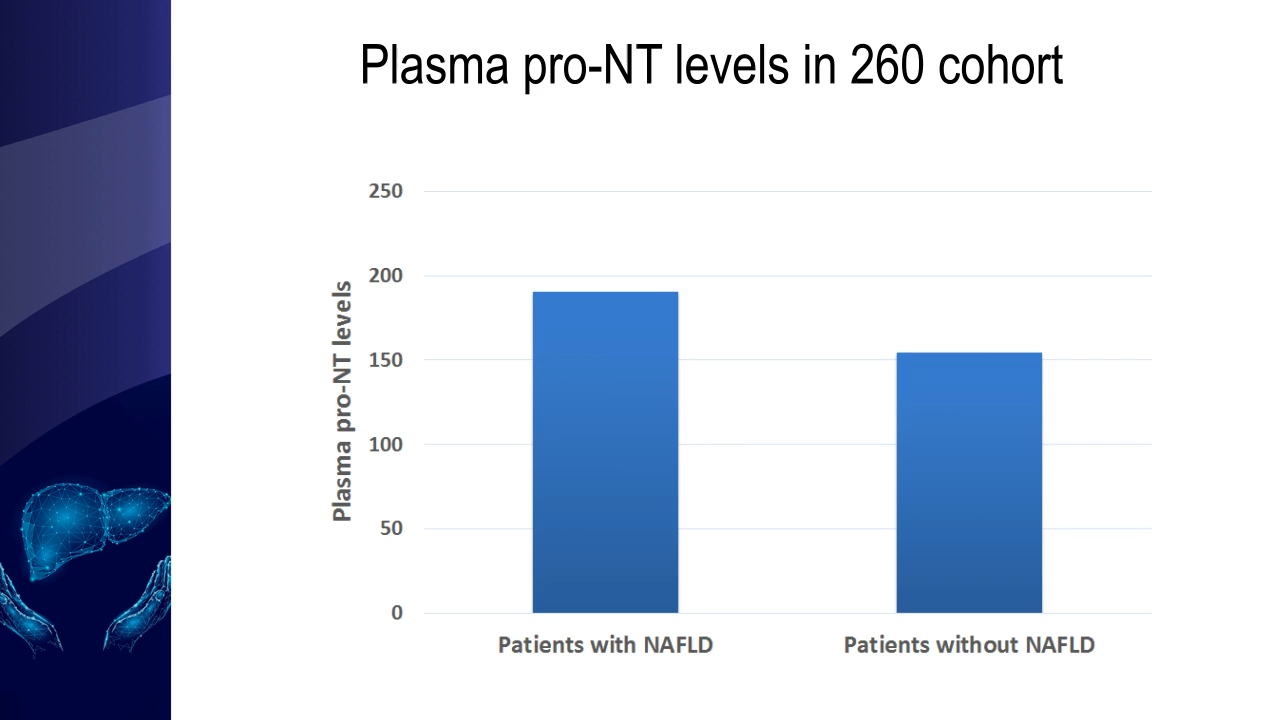 Plasma pro-NT levels in 260 cohort
250
200
150
100
50
0
Plasma pro-NT levels
Patients with NAFLD
Patients without NAFLD